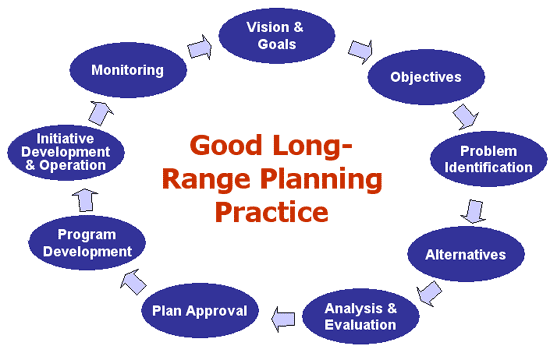 Vision &
Goals
Objectives
Problem
Identification
Alternatives
Analysis &
Evaluation
Plan Approval
Program
Development
Initiative
Development
& Operation
Monitoring
Good Long-
Range Planning
Practice